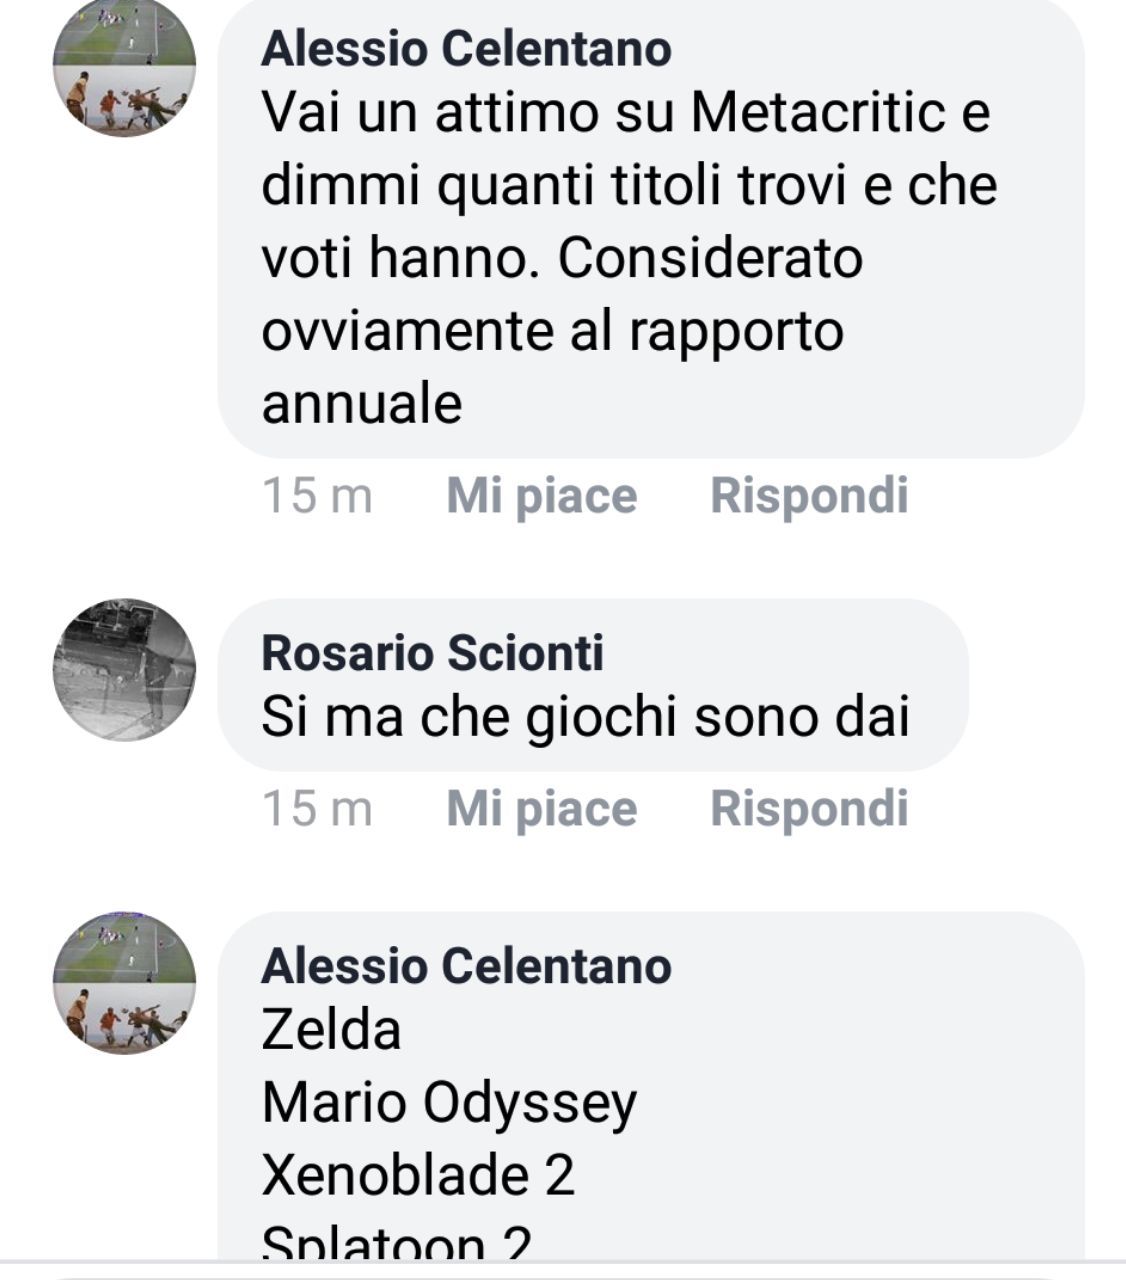 Alessio Celentano
Vai un attimo su Metacritic e
dimmi quanti titoli trovi e che
voti hanno. Considerato
ovviamente al rapporto
annuale
15 m Mi piace Rispondi
Rosario Scionti
Si ma che giochi sono dai
15 m Mi piace Rispondi
Alessio Celentano
Zelda
Mario Odyssey
Xenoblade 2
Splatoon 2